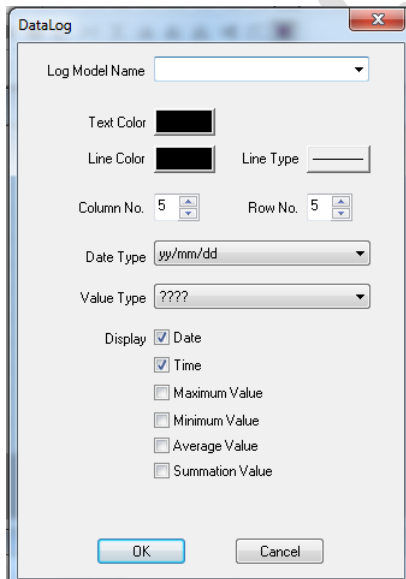 DataLog
Log Model Name
Text Color
Line Color Line Type
Column No. 5 Row No. 5
Date Type yy/mm/dd
Value Type ????
Display Date
Time
Maximum Value
Minimum Value
Average Value
Summation Value
OK Cancel